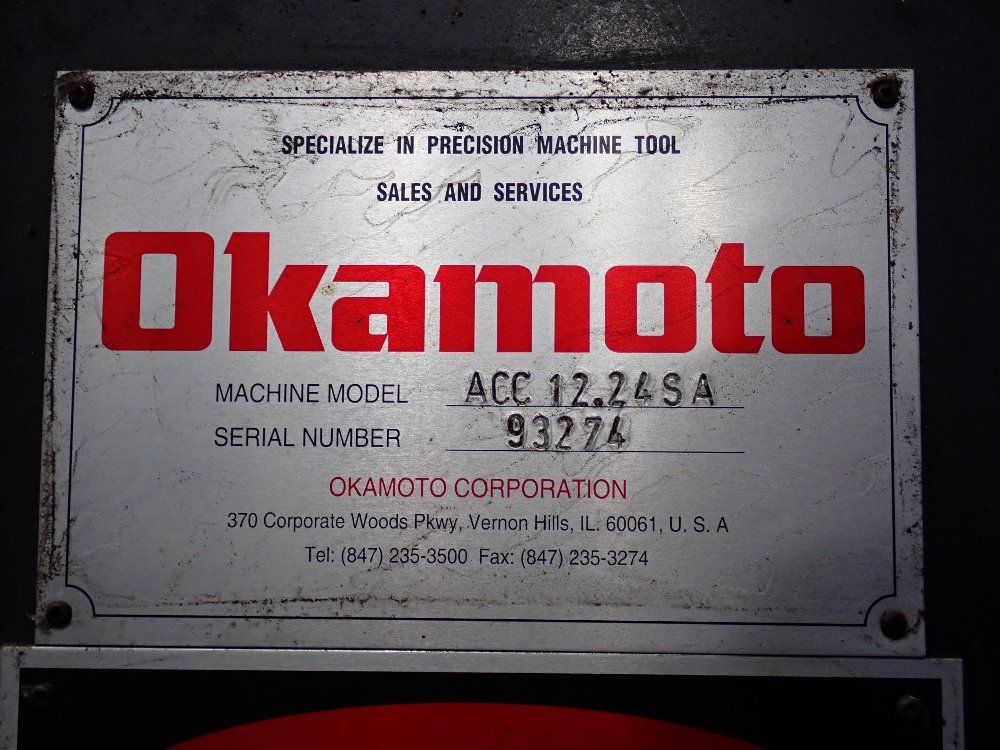 SPECIALIZE IN PRECISION MACHINE TOOL
SALES AND SERVICES
Okamoto
MACHINE MODEL ACC 12.24SA
SERIAL NUMBER 93274
OKAMOTO CORPORATION
370 Corporate Woods Pkwy, Vernon Hills, IL. 60061, U. S. A
Tel: (847) 235-3500 Fax: (847) 235-3274